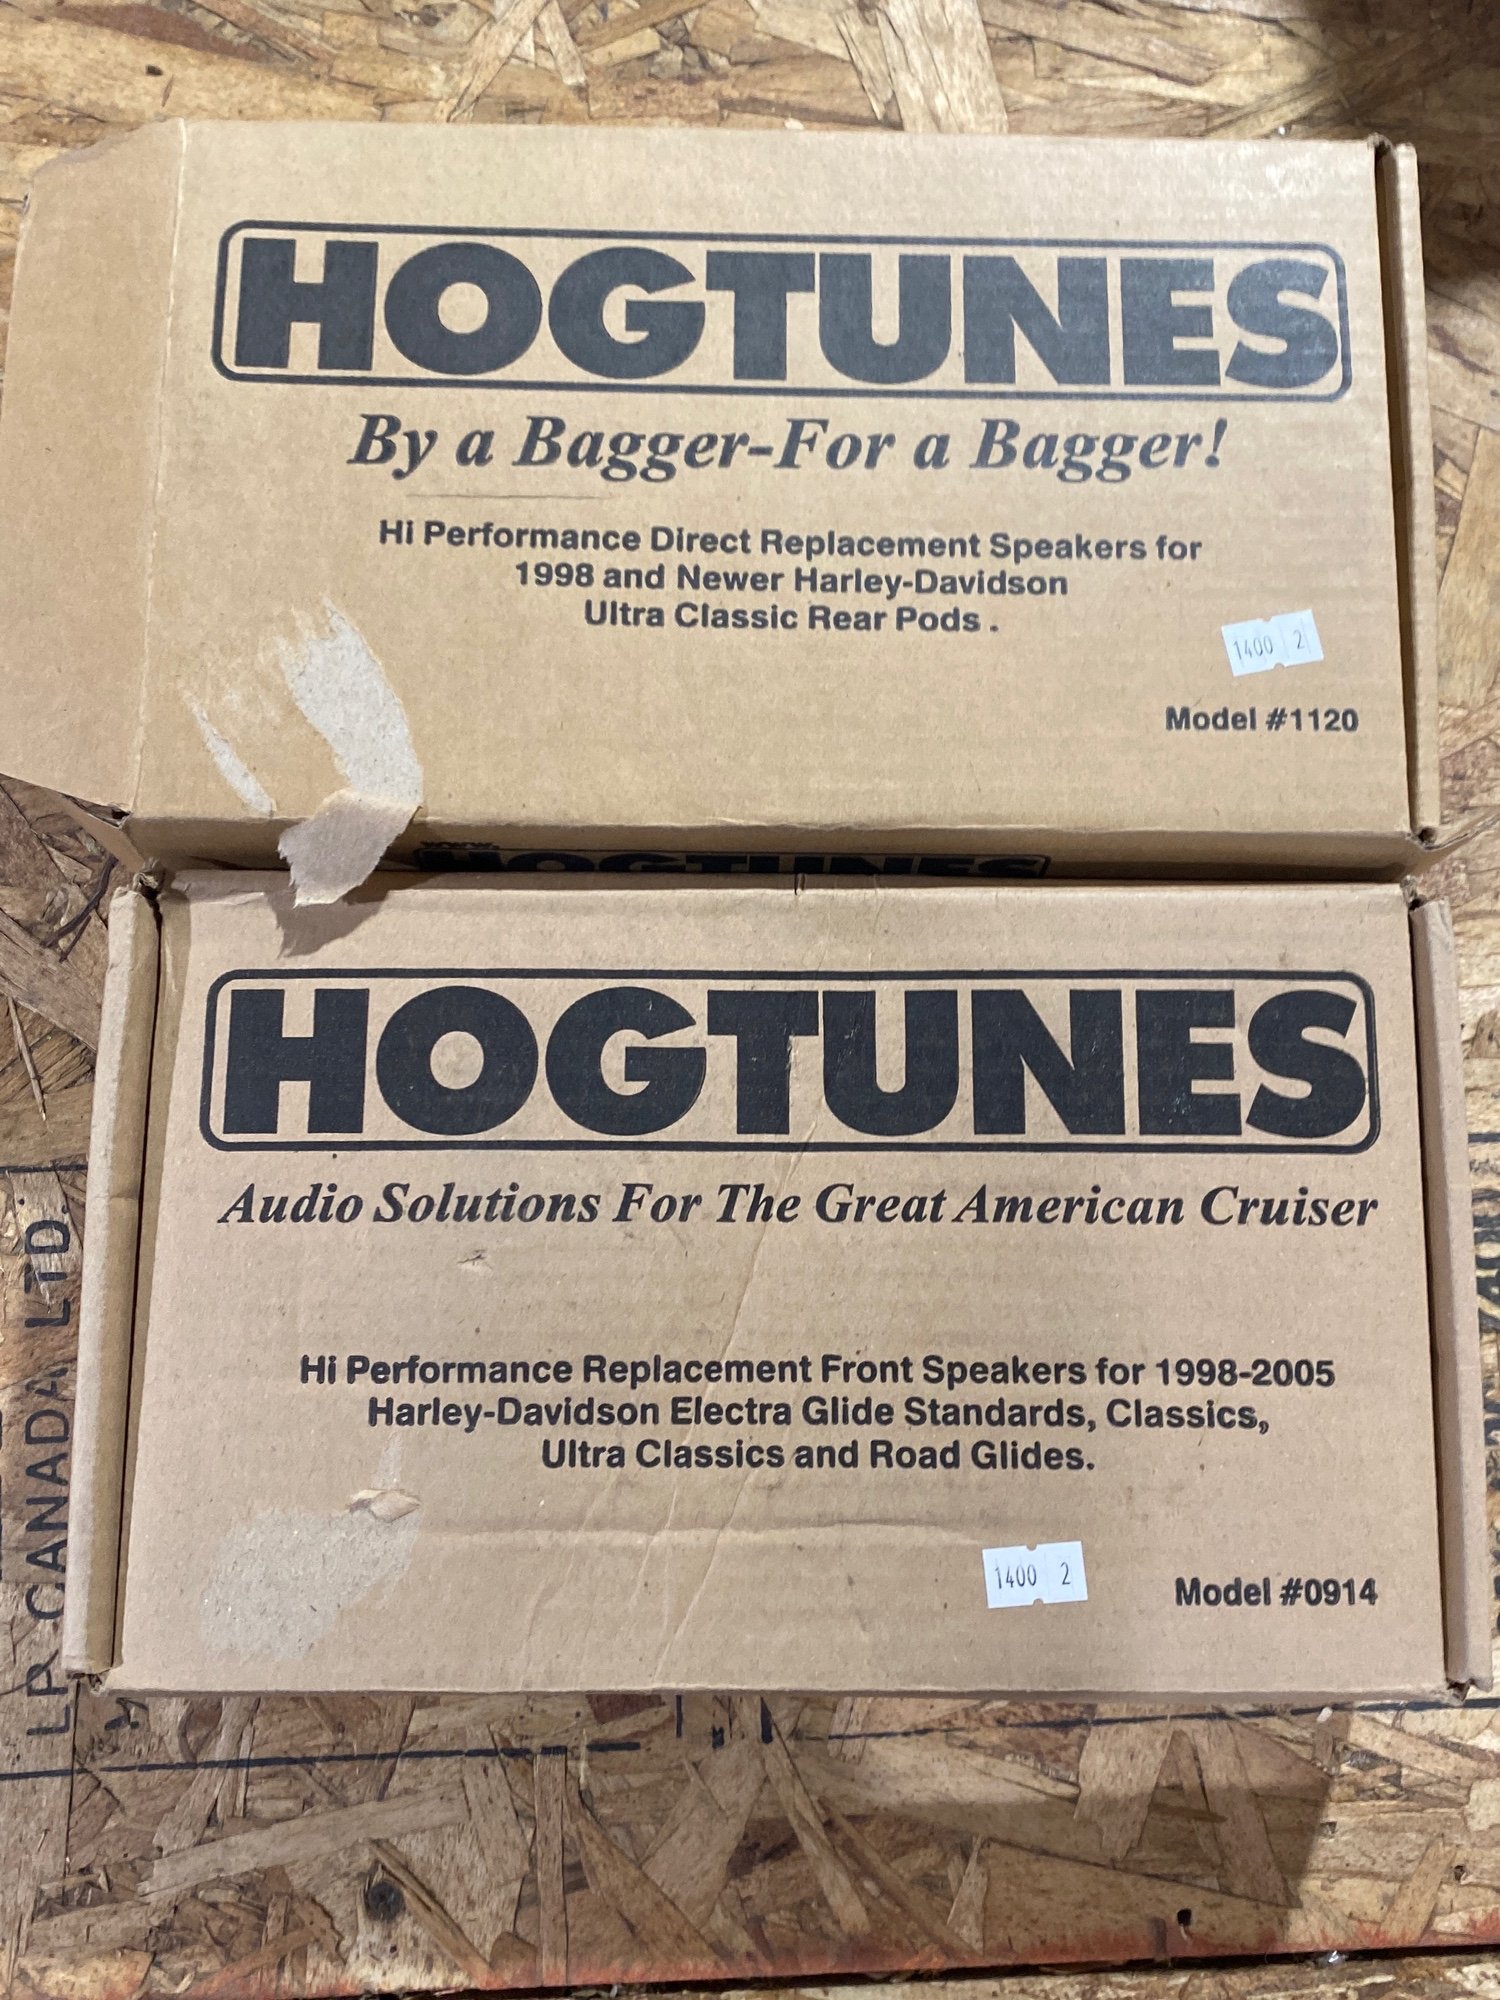 HOGTUNES
By a Bagger-For a Bagger!
Hi Performance Direct Replacement Speakers for
1998 and Newer Harley-Davidson
Ultra Classic Rear Pods .
1400 2
Model #1120
www.
HOGTUNES
HOGTUNES
Audio Solutions For The Great American Cruiser
Hi Performance Replacement Front Speakers for 1998-2005
Harley-Davidson Electra Glide Standards, Classics,
Ultra Classics and Road Glides.
1400 2
Model #0914
LP CANADA LTD.